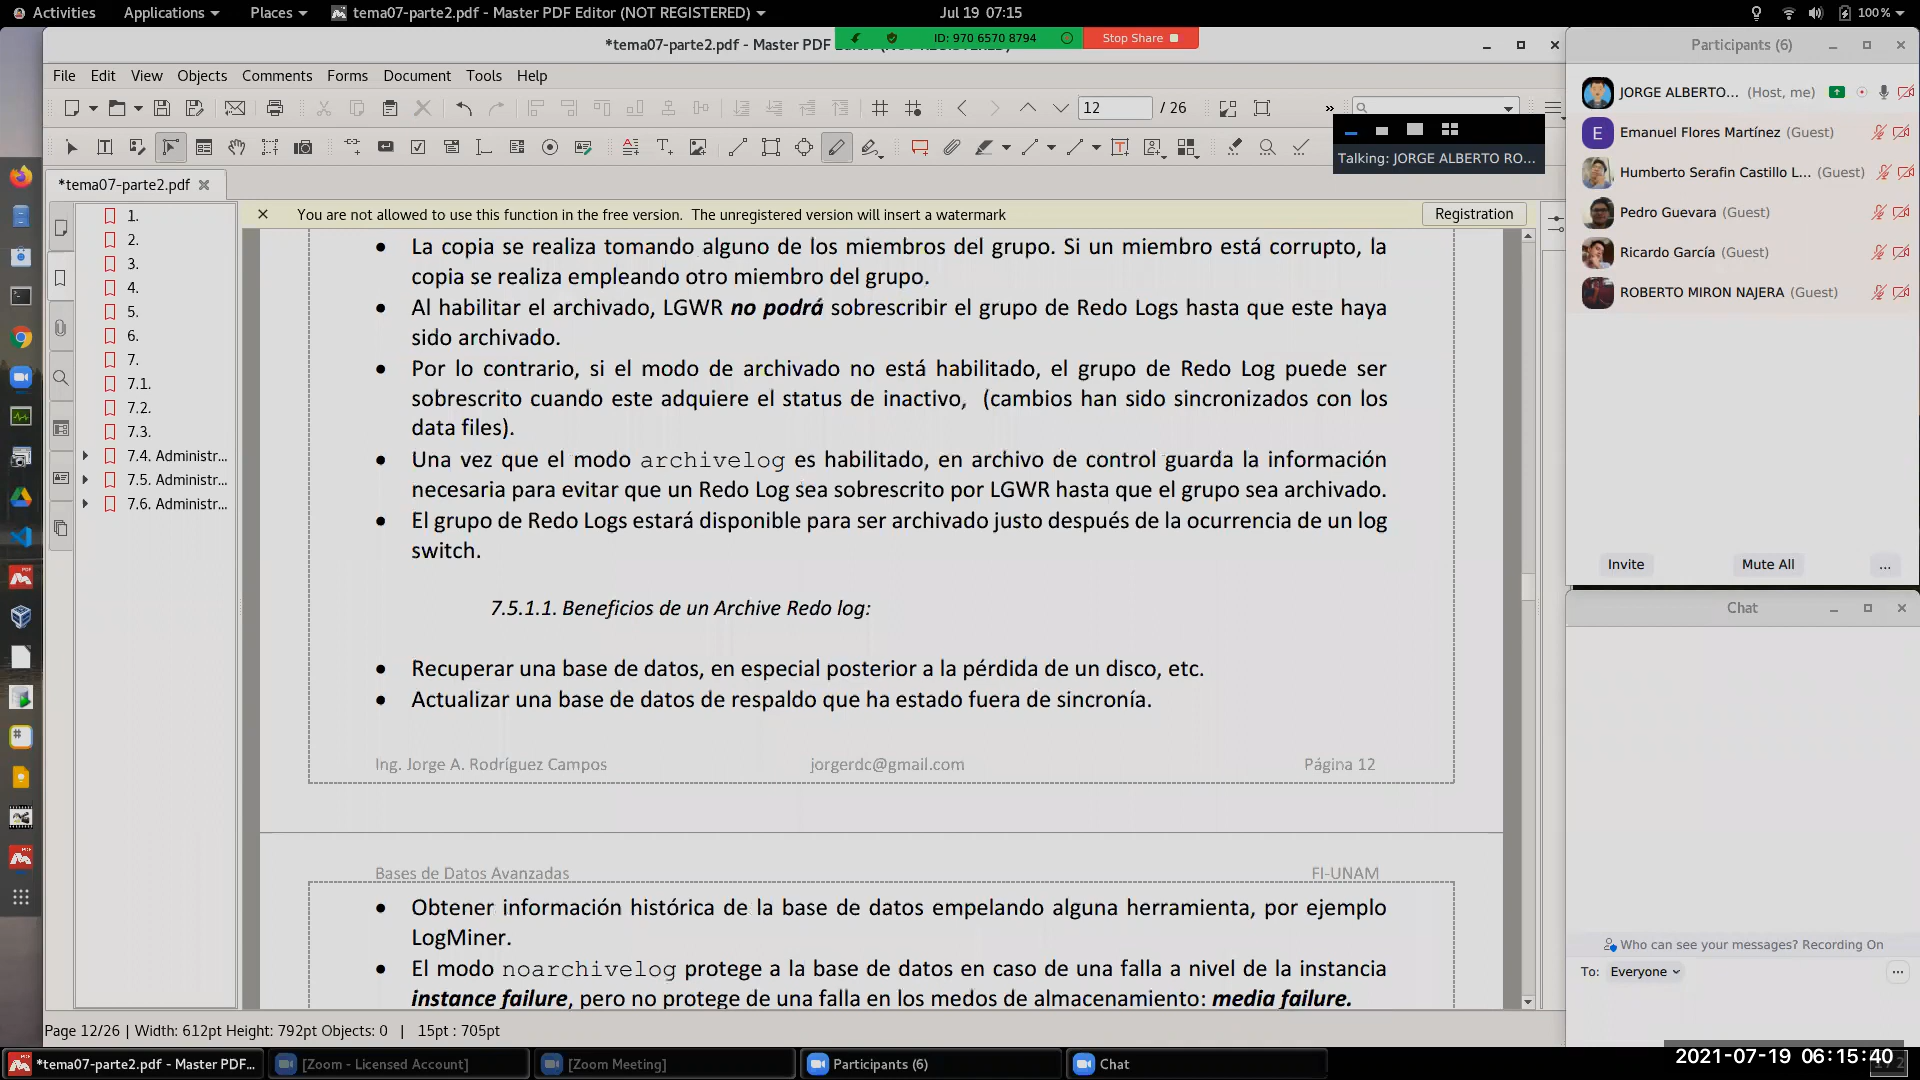 Activities Applications Places tema07-parte2.pdf - Master PDF Editor (NOT REGISTERED) Jul 19 07:15 100%
*tema07-parte2.pdf - Master PDF
ID: 970 6570 8794 Stop Share
File Edit View Objects Comments Forms Document Tools Help
12 / 26
Talking: JORGE ALBERTO RO...
*tema07-parte2.pdf
You are not allowed to use this function in the free version. The unregistered version will insert a watermark Registration
1.
2.
3.
4.
5.
6.
7.
7.1.
7.2.
7.3.
7.4. Administr...
7.5. Administr...
7.6. Administr...
• La copia se realiza tomando alguno de los miembros del grupo. Si un miembro está corrupto, la
copia se realiza empleando otro miembro del grupo.
• Al habilitar el archivado, LGWR no podrá sobrescribir el grupo de Redo Logs hasta que este haya
sido archivado.
• Por lo contrario, si el modo de archivado no está habilitado, el grupo de Redo Log puede ser
sobrescrito cuando este adquiere el status de inactivo, (cambios han sido sincronizados con los
data files).
• Una vez que el modo archivelog es habilitado, en archivo de control guarda la información
necesaria para evitar que un Redo Log sea sobrescrito por LGWR hasta que el grupo sea archivado.
• El grupo de Redo Logs estará disponible para ser archivado justo después de la ocurrencia de un log
switch.
7.5.1.1. Beneficios de un Archive Redo log:
• Recuperar una base de datos, en especial posterior a la pérdida de un disco, etc.
• Actualizar una base de datos de respaldo que ha estado fuera de sincronía.
Ing. Jorge A. Rodríguez Campos jorgerdc@gmail.com Página 12
Bases de Datos Avanzadas FI-UNAM
• Obtener información histórica de la base de datos empelando alguna herramienta, por ejemplo
LogMiner.
• El modo noarchivelog protege a la base de datos en caso de una falla a nivel de la instancia
instance failure, pero no protege de una falla en los medos de almacenamiento: media failure.
Page 12/26 | Width: 612pt Height: 792pt Objects: 0 | 15pt : 705pt
Participants (6)
JORGE ALBERTO... (Host, me)
E Emanuel Flores Martínez (Guest)
Humberto Serafin Castillo L... (Guest)
Pedro Guevara (Guest)
Ricardo García (Guest)
ROBERTO MIRON NAJERA (Guest)
Invite Mute All ...
Chat
Who can see your messages? Recording On
To: Everyone
*tema07-parte2.pdf - Master PDF... [Zoom - Licensed Account] [Zoom Meeting] Participants (6) Chat
2021-07-19 06:15:40